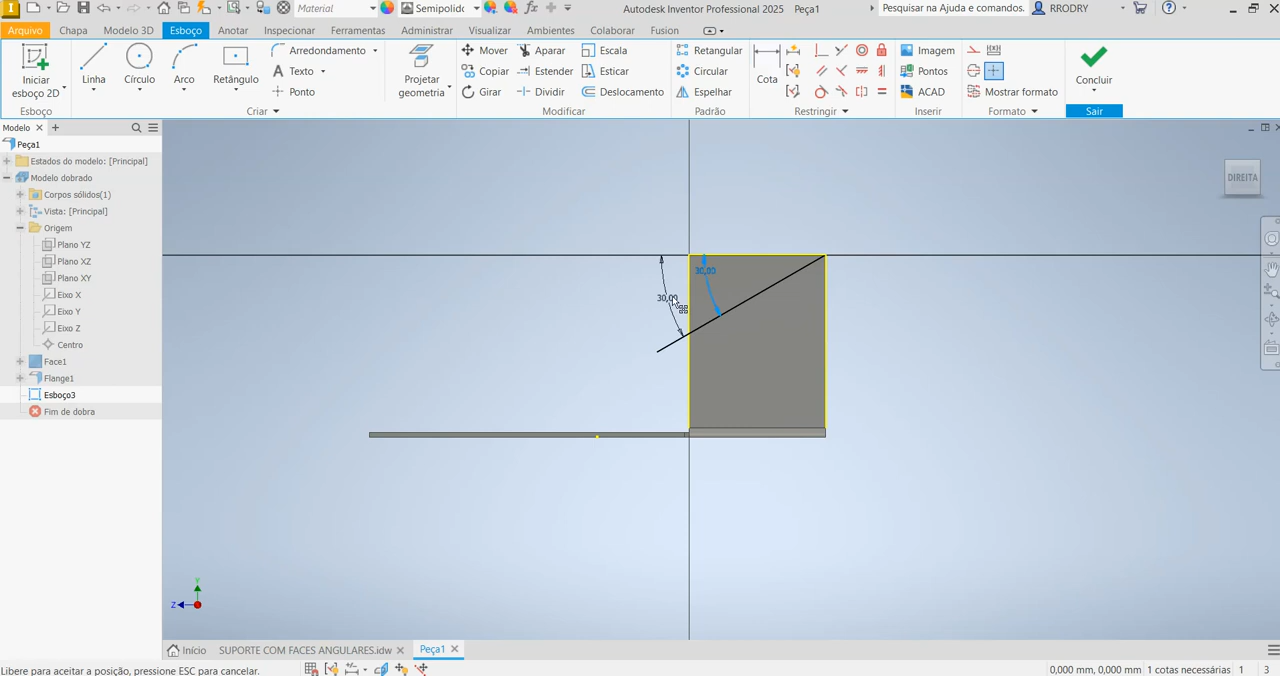 Material
Semipolido
Autodesk Inventor Professional 2025 Peça1
Pesquisar na Ajuda e comandos.
RRODRY
Arquivo Chapa Modelo 3D Esboço Anotar Inspecionar Ferramentas Administrar Visualizar Ambientes Colaborar Fusion
Iniciar
esboço 2D
Linha
Círculo
Arco
Retângulo
Arredondamento
Texto
Ponto
Projetar
geometria
Mover
Copiar
Girar
Aparar
Estender
Dividir
Escala
Esticar
Deslocamento
Retangular
Circular
Espelhar
Cota
Imagem
Pontos
ACAD
Mostrar formato
Concluir
Esboço Criar Modificar Padrão Restringir Inserir Formato Sair
Modelo
Peça1
Estados do modelo: [Principal]
Modelo dobrado
Corpos sólidos(1)
Vista: [Principal]
Origem
Plano YZ
Plano XZ
Plano XY
Eixo X
Eixo Y
Eixo Z
Centro
Face1
Flange1
Esboço3
Fim de dobra
DIREITA
30,00
30,00
Y
Z
Início SUPORTE COM FACES ANGULARES.idw Peça1
Libere para aceitar a posição, pressione ESC para cancelar.
0,000 mm, 0,000 mm 1 cotas necessárias 1 3